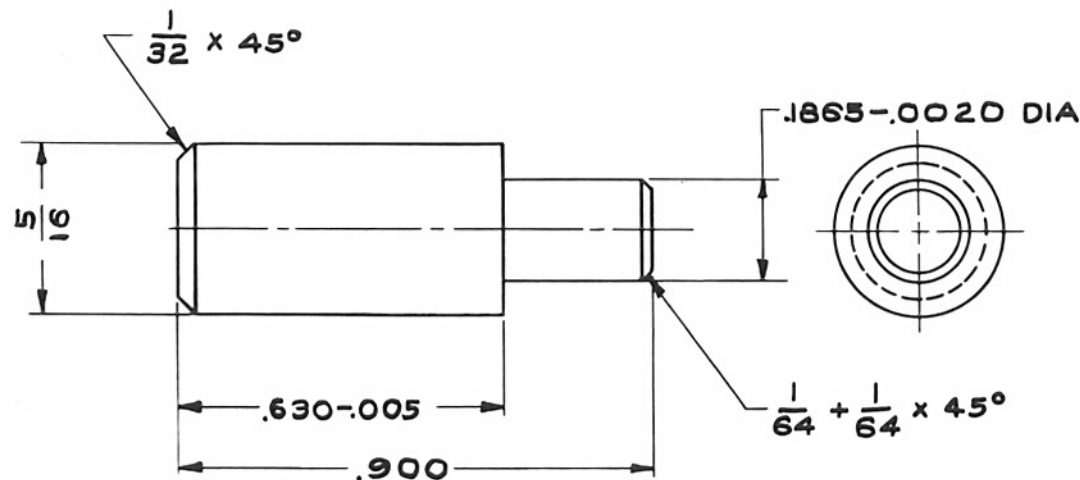 1/32 x 45°
.1865-.0020 DIA
5/16
.630-.005
1/64 + 1/64 x 45°
.900